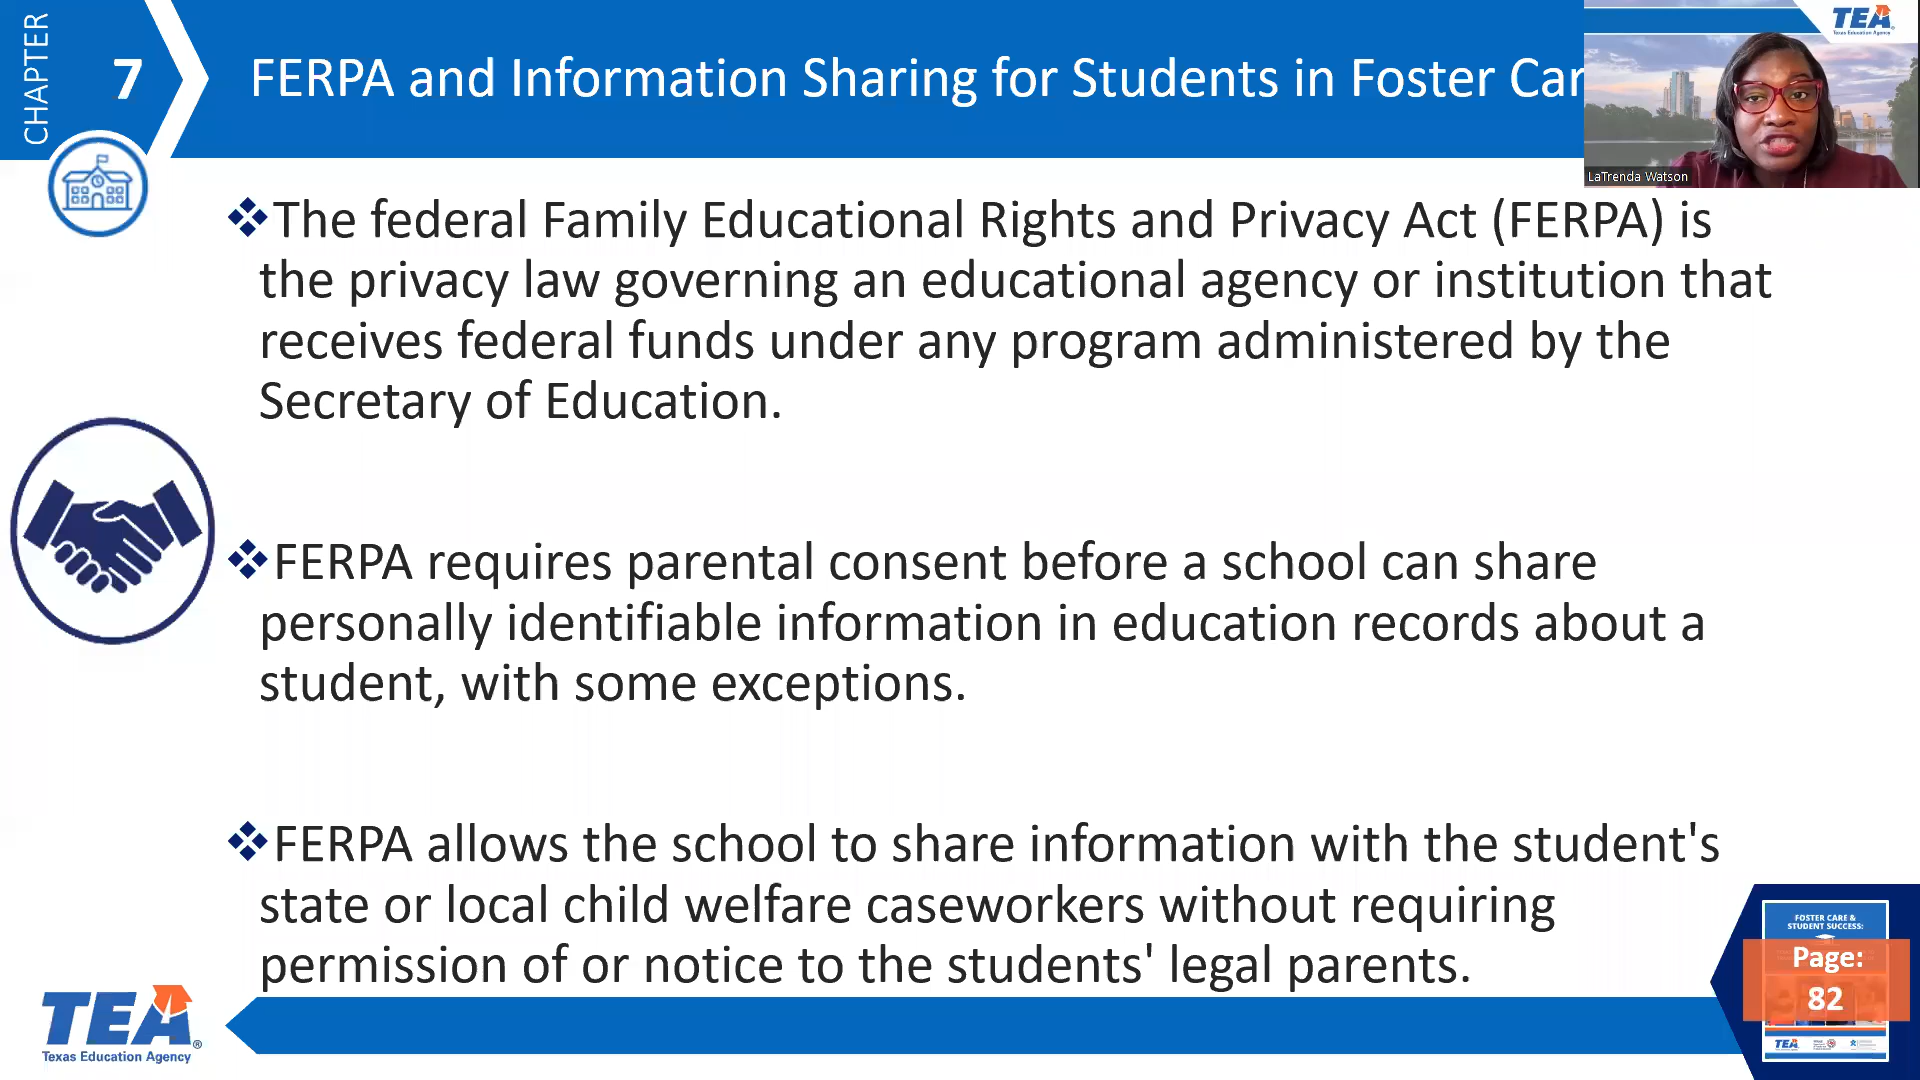 CHAPTER
7
FERPA and Information Sharing for Students in Foster Car
TEA
Texas Education Agency
LaTrenda Watson
❖The federal Family Educational Rights and Privacy Act (FERPA) is
the privacy law governing an educational agency or institution that
receives federal funds under any program administered by the
Secretary of Education.
❖FERPA requires parental consent before a school can share
personally identifiable information in education records about a
student, with some exceptions.
❖FERPA allows the school to share information with the student's
state or local child welfare caseworkers without requiring
permission of or notice to the students' legal parents.
TEA®
Texas Education Agency
FOSTER CARE &
STUDENT SUCCESS:
Page:
82
TEA